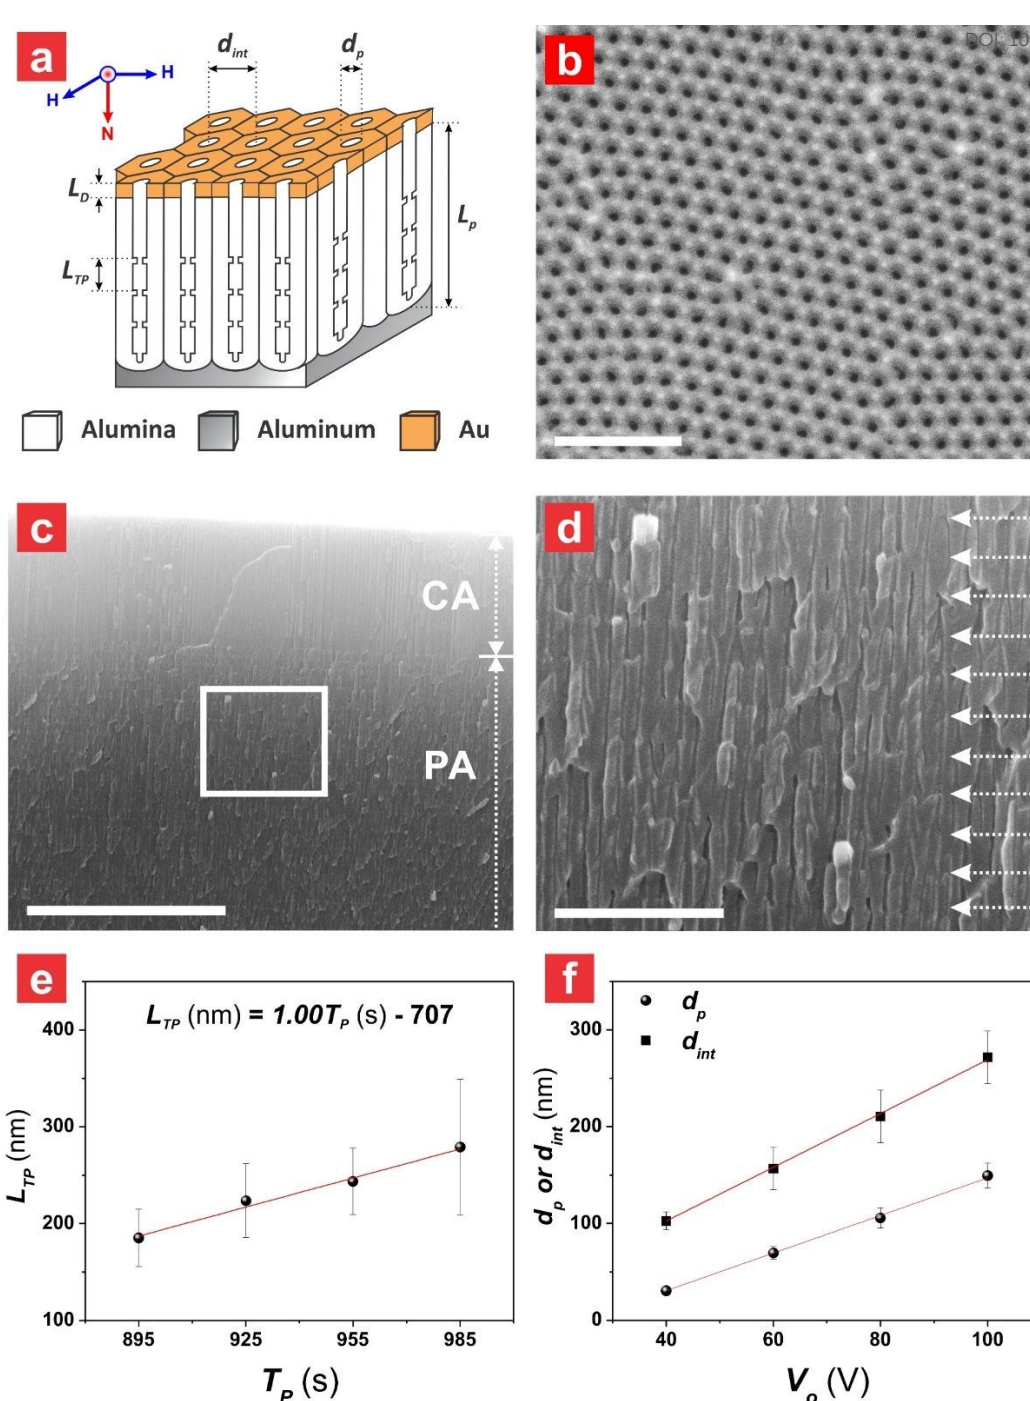 a
d_int
d_p
H
H
N
L_D
L_p
L_TP
Alumina
Aluminum
Au
b
DOI: 10
c
CA
PA
d
e
L_TP (nm) = 1.00T_P (s) - 707
400
300
200
100
L_TP (nm)
895
925
955
985
T_P (s)
f
d_p
d_int
300
200
100
0
d_p or d_int (nm)
40
60
80
100
V_o (V)